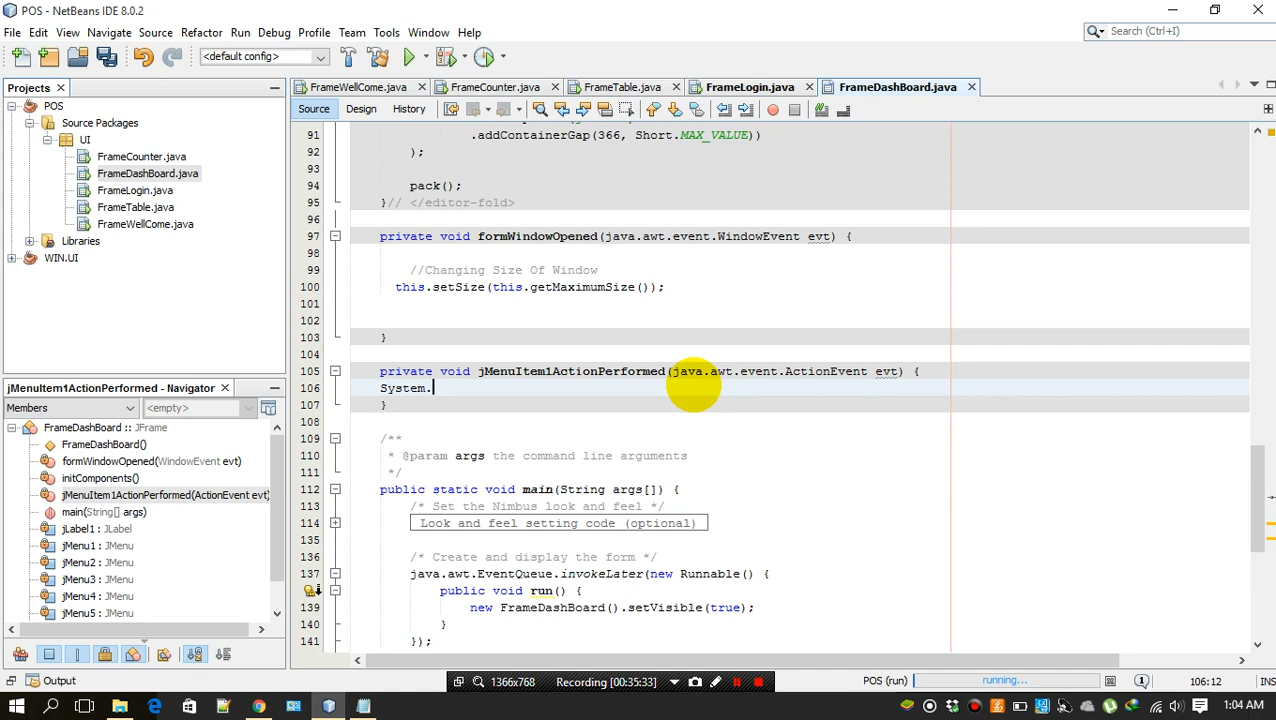 POS - NetBeans IDE 8.0.2
File Edit View Navigate Source Refactor Run Debug Profile Team Tools Window Help
Search (Ctrl+I)
<default config>
Projects
FrameWellCome.java FrameCounter.java FrameTable.java FrameLogin.java FrameDashBoard.java
Source Design History
POS
Source Packages
UI
FrameCounter.java
FrameDashBoard.java
FrameLogin.java
FrameTable.java
FrameWellCome.java
Libraries
WIN.UI
91
92 .addContainerGap(366, Short.MAX_VALUE))
92 );
93
94 pack();
95 }// </editor-fold>
96
97 private void formWindowOpened(java.awt.event.WindowEvent evt) {
98
99 //Changing Size Of Window
100 this.setSize(this.getMaximumSize());
101
102
103 }
104
105 private void jMenuItem1ActionPerformed(java.awt.event.ActionEvent evt) {
106 System.
107 }
108
109 /**
110 * @param args the command line arguments
111 */
112 public static void main(String args[]) {
113 /* Set the Nimbus look and feel */
114 Look and feel setting code (optional)
135
136 /* Create and display the form */
137 java.awt.EventQueue.invokeLater(new Runnable() {
public void run() {
139 new FrameDashBoard().setVisible(true);
140 }
141 });
jMenuItem1ActionPerformed - Navigator
Members <empty>
FrameDashBoard :: JFrame
FrameDashBoard()
formWindowOpened(WindowEvent evt)
initComponents()
jMenuItem1ActionPerformed(ActionEvent evt)
main(String[] args)
jLabel1 : JLabel
jMenu1 : JMenu
jMenu2 : JMenu
jMenu3 : JMenu
jMenu4 : JMenu
jMenu5 : JMenu
Output
1366x768 Recording [00:35:33]
POS (run) running... 1 106:12
1:04 AM